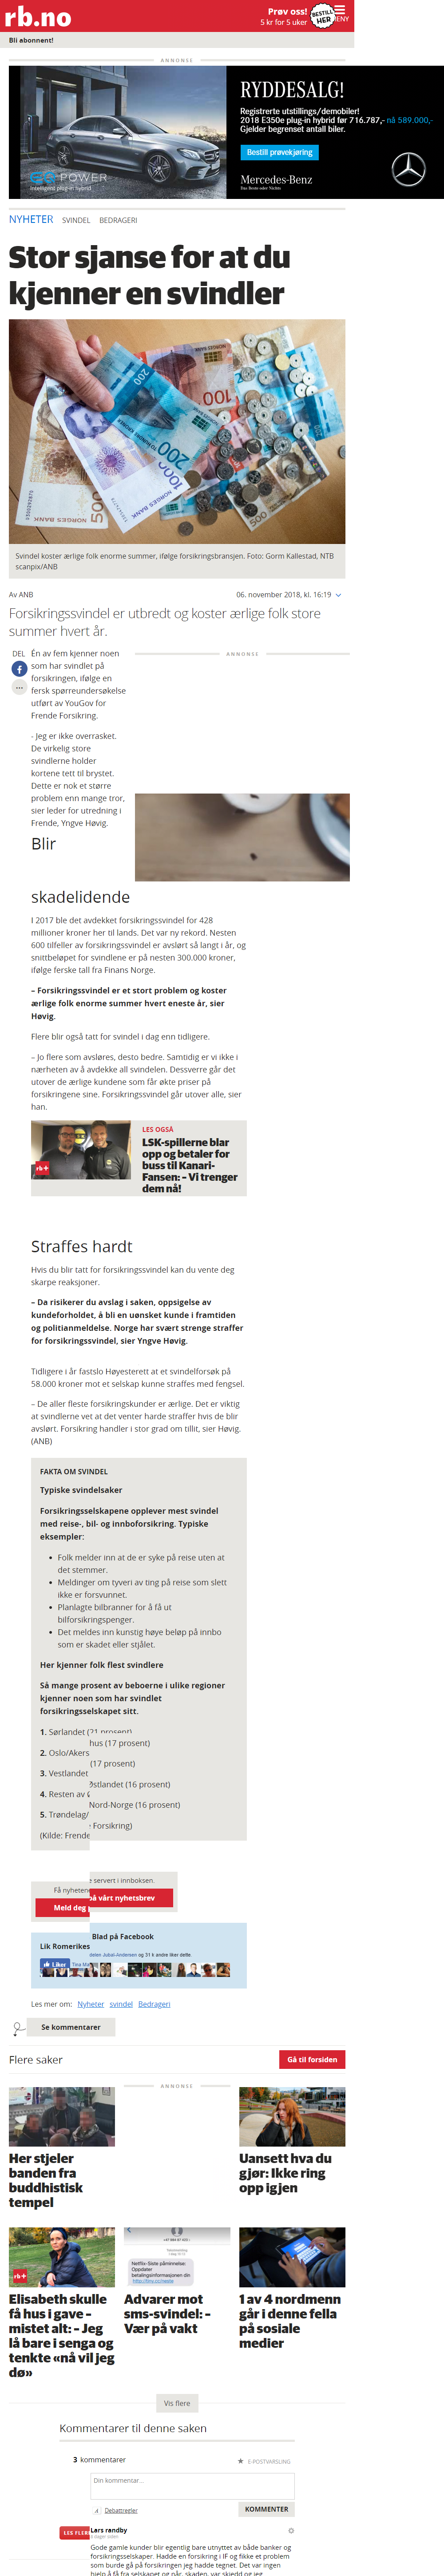 rb.no
Prøv oss!
5 kr for 5 uker
BESTILL
HER
MENY
Bli abonnent!
ANNONSE
RYDDESALG!
Registrerte utstillings/demobiler!
2018 E350e plug-in hybrid før 716.787,- nå 589.000,-
Gjelder begrenset antall biler.
Bestill prøvekjøring
EQ POWER
Intelligent plug-in hybrid
Mercedes-Benz
Das Beste oder Nichts
NYHETER SVINDEL BEDRAGERI
Stor sjanse for at du
kjenner en svindler
Svindel koster ærlige folk enorme summer, ifølge forsikringsbransjen. Foto: Gorm Kallestad, NTB
scanpix/ANB
Av ANB
06. november 2018, kl. 16:19
Forsikringssvindel er utbredt og koster ærlige folk store
summer hvert år.
DEL
ANNONSE
Én av fem kjenner noen
som har svindlet på
forsikringen, ifølge en
fersk spørreundersøkelse
utført av YouGov for
Frende Forsikring.
- Jeg er ikke overrasket.
De virkelig store
svindlerne holder
kortene tett til brystet.
Dette er nok et større
problem enn mange tror,
sier leder for utredning i
Frende, Yngve Høvig.
Blir
skadelidende
I 2017 ble det avdekket forsikringssvindel for 428
millioner kroner her til lands. Det var ny rekord. Nesten
600 tilfeller av forsikringssvindel er avslørt så langt i år, og
snittbeløpet for svindlene er på nesten 300.000 kroner,
ifølge ferske tall fra Finans Norge.
– Forsikringssvindel er et stort problem og koster
ærlige folk enorme summer hvert eneste år, sier
Høvig.
Flere blir også tatt for svindel i dag enn tidligere.
– Jo flere som avsløres, desto bedre. Samtidig er vi ikke i
nærheten av å avdekke all svindelen. Dessverre går det
utover de ærlige kundene som får økte priser på
forsikringene sine. Forsikringssvindel går utover alle, sier
han.
LES OGSÅ
LSK-spillerne blar
opp og betaler for
buss til Kanari-
Fansen: – Vi trenger
dem nå!
rb+
Straffes hardt
Hvis du blir tatt for forsikringssvindel kan du vente deg
skarpe reaksjoner.
– Da risikerer du avslag i saken, oppsigelse av
kundeforholdet, å bli en uønsket kunde i framtiden
og politianmeldelse. Norge har svært strenge straffer
for forsikringssvindel, sier Yngve Høvig.
Tidligere i år fastslo Høyesterett at et svindelforsøk på
58.000 kroner mot et selskap kunne straffes med fengsel.
– De aller fleste forsikringskunder er ærlige. Det er viktig
at svindlerne vet at det venter harde straffer hvis de blir
avslørt. Forsikring handler i stor grad om tillit, sier Høvig.
(ANB)
FAKTA OM SVINDEL
Typiske svindelsaker
Forsikringsselskapene opplever mest svindel
med reise-, bil- og innboforsikring. Typiske
eksempler:
Folk melder inn at de er syke på reise uten at
det stemmer.
Meldinger om tyveri av ting på reise som slett
ikke er forsvunnet.
Planlagte bilbranner for å få ut
bilforsikringspenger.
Det meldes inn kunstig høye beløp på innbo
som er skadet eller stjålet.
Her kjenner folk flest svindlere
Så mange prosent av beboerne i ulike regioner
kjenner noen som har svindlet
forsikringsselskapet sitt.
1. Sørlandet (21 prosent)
hus (17 prosent)
2. Oslo/Akers
(17 prosent)
3. Vestlandet
Østlandet (16 prosent)
4. Resten av
Nord-Norge (16 prosent)
5. Trøndelag/
Forsikring)
(Kilde: Frende
servert i innboksen.
Få nyhetene
på vårt nyhetsbrev
Meld deg
Blad på Facebook
Lik Romerikes
Jubal-Andersen og 31 k andre liker dette.
Liker
Les mer om: Nyheter svindel Bedrageri
Se kommentarer
Flere saker
Gå til forsiden
ANNONSE
Her stjeler
banden fra
buddhistisk
tempel
Uansett hva du
gjør: Ikke ring
opp igjen
rb+
Netflix-Siste påminnelse:
Oppdater
betalingsinformasjonen din
Elisabeth skulle
få hus i gave –
mistet alt: – Jeg
lå bare i senga og
tenkte «nå vil jeg
dø»
Advarer mot
sms-svindel: –
Vær på vakt
1 av 4 nordmenn
går i denne fella
på sosiale
medier
Vis flere
Kommentarer til denne saken
3 kommentarer
E-POSTVARSLING
Din kommentar...
Debattregler
KOMMENTER
LES FLERE
Lars randby
Gode gamle kunder blir egentlig bare utnyttet av både banker og
forsikringsselskaper. Hadde en forsikring i IF og fikke et problem
som burde gå på forsikringen jeg hadde tegnet. Det var ingen
hjelp å få fra selskapet og når. skaden. var skjedd og jeg